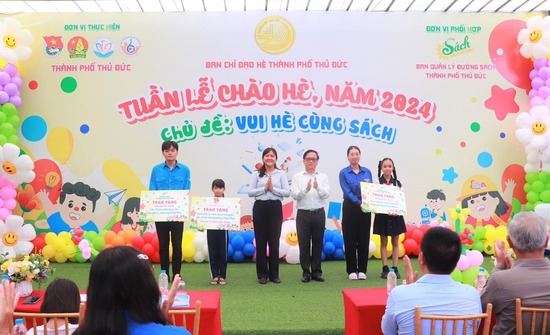 ĐƠN VỊ THỰC HIỆN
THÀNH PHỐ THỦ ĐỨC
BAN CHỈ ĐẠO HÈ THÀNH PHỐ THỦ ĐỨC
ĐƠN VỊ PHỐI HỢP
Sách
BAN QUẢN LÝ ĐƯỜNG SÁCH
THÀNH PHỐ THỦ ĐỨC
TUẦN LỄ CHÀO HÈ, NĂM 2024
CHỦ ĐỀ: VUI HÈ CÙNG SÁCH
TRAO TẶNG
TRAO TẶNG
TRAO TẶNG